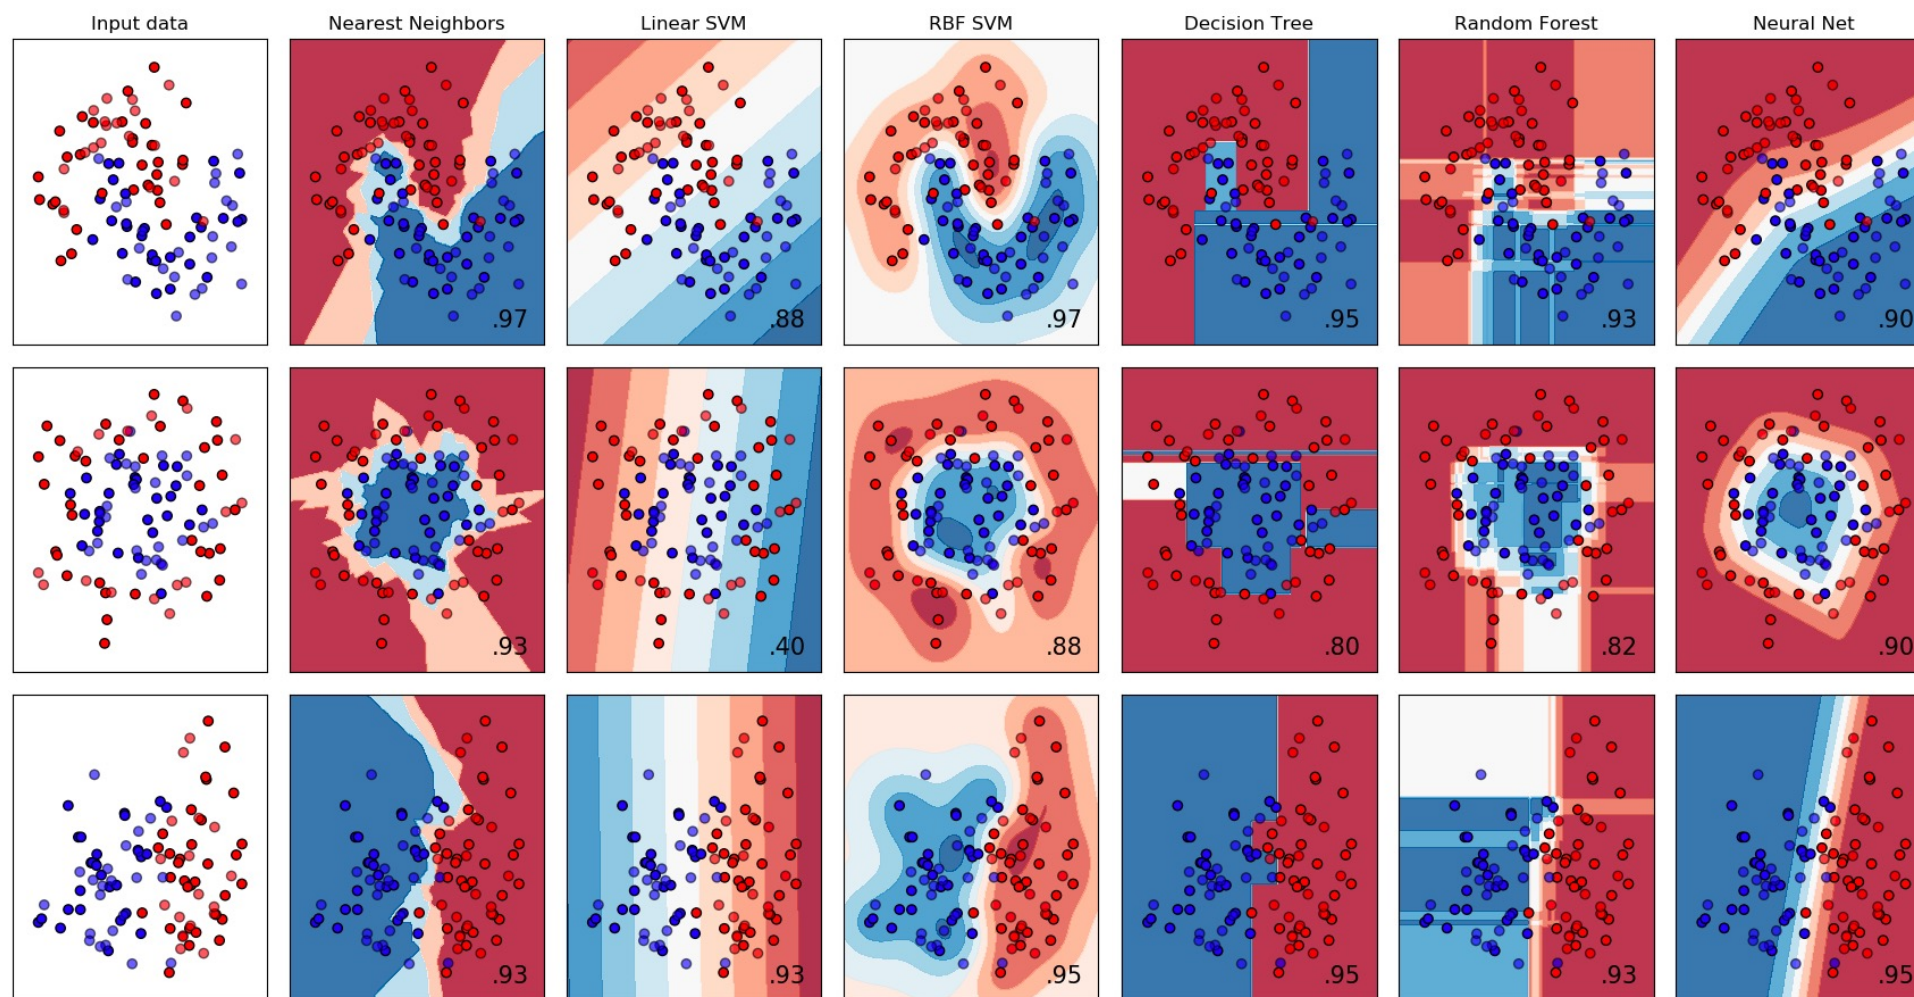 Input data Nearest Neighbors Linear SVM RBF SVM Decision Tree Random Forest Neural Net
.97 .88 .97 .95 .93 .90
.93 .40 .88 .80 .82 .90
.93 .93 .95 .95 .93 .95